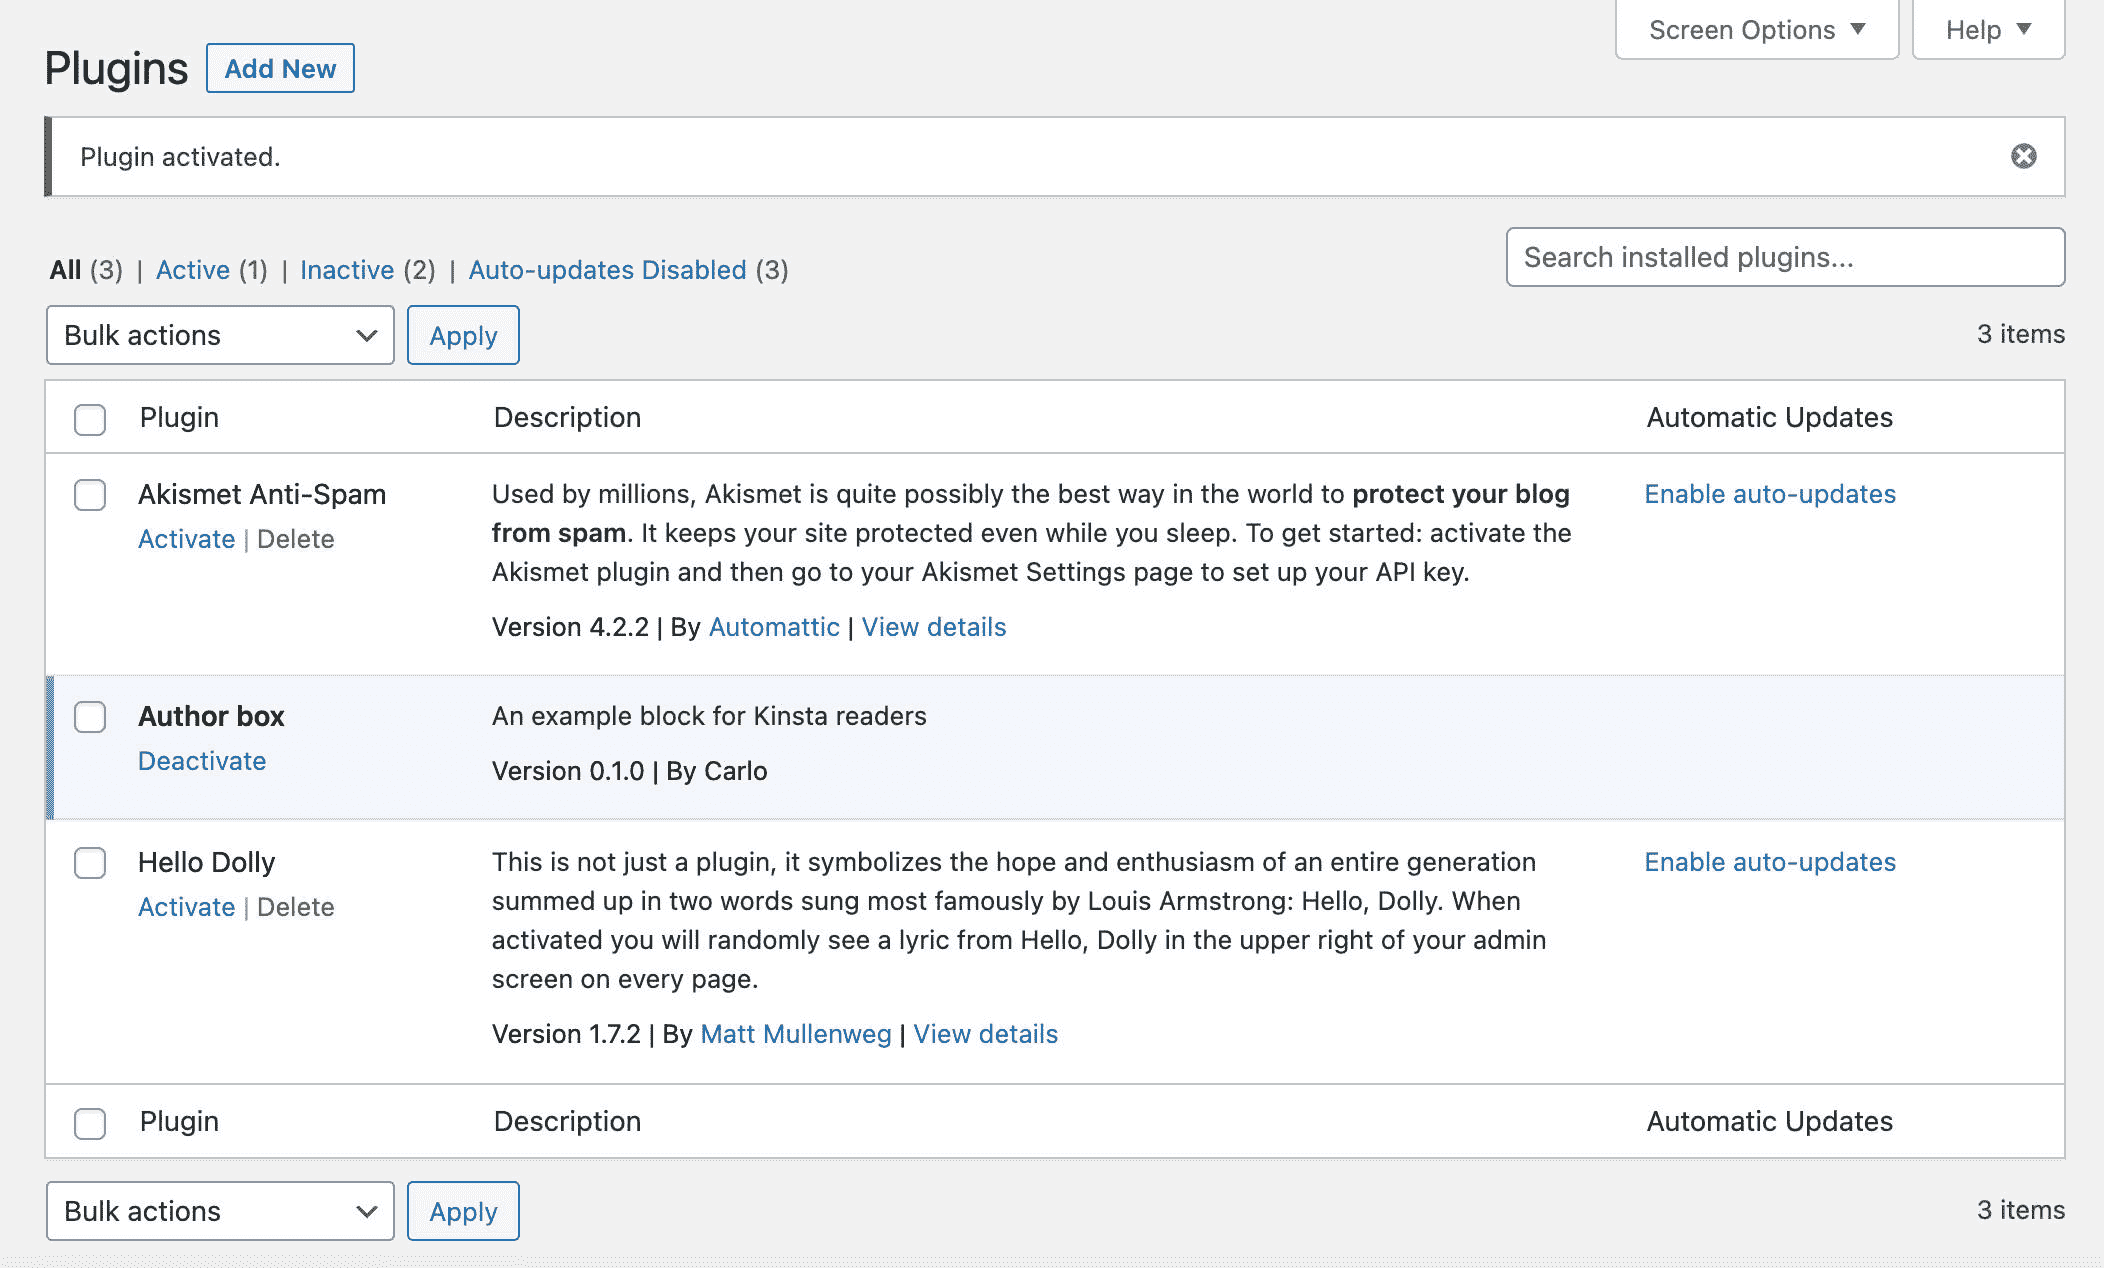 Screen Options ▼ Help ▼
Plugins Add New
Plugin activated.
Search installed plugins...
All (3) | Active (1) | Inactive (2) | Auto-updates Disabled (3)
Bulk actions Apply 3 items
Plugin Description Automatic Updates
Akismet Anti-Spam
Activate | Delete
Used by millions, Akismet is quite possibly the best way in the world to protect your blog
from spam. It keeps your site protected even while you sleep. To get started: activate the
Akismet plugin and then go to your Akismet Settings page to set up your API key.
Version 4.2.2 | By Automattic | View details
Enable auto-updates
Author box
Deactivate
An example block for Kinsta readers
Version 0.1.0 | By Carlo
Hello Dolly
Activate | Delete
This is not just a plugin, it symbolizes the hope and enthusiasm of an entire generation
summed up in two words sung most famously by Louis Armstrong: Hello, Dolly. When
activated you will randomly see a lyric from Hello, Dolly in the upper right of your admin
screen on every page.
Version 1.7.2 | By Matt Mullenweg | View details
Enable auto-updates
Plugin Description Automatic Updates
Bulk actions Apply 3 items